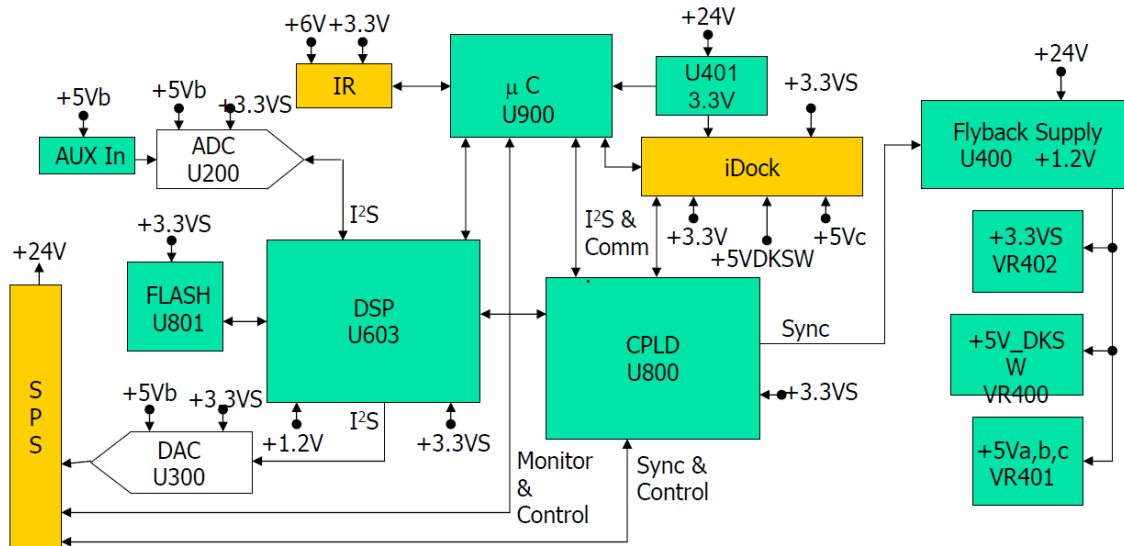 +24V
+6V
+3.3V
+24V
+5Vb
+5Vb
+3.3VS
IR
μ C
U900
U401
3.3V
+3.3VS
Flyback Supply
U400 +1.2V
AUX In
ADC
U200
iDock
I²S
I²S &
Comm
+3.3V
+5VDKSW
+5Vc
+3.3VS
+24V
FLASH
U801
DSP
U603
CPLD
U800
Sync
+3.3VS
VR402
+5V_DKS
W
VR400
+5Va,b,c
VR401
S
P
S
+5Vb
+3.3VS
DAC
U300
+1.2V
I²S
+3.3VS
+3.3VS
Monitor
&
Control
Sync &
Control